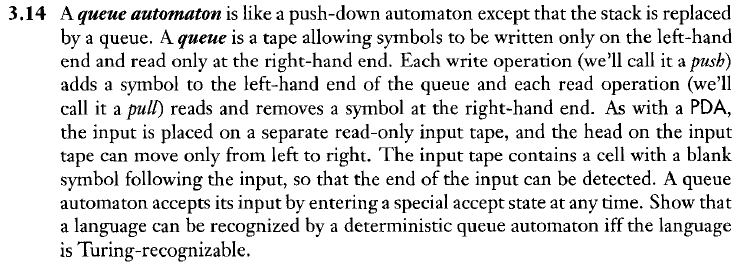 3.14 A queue automaton is like a push-down automaton except that the stack is replaced
by a queue. A queue is a tape allowing symbols to be written only on the left-hand
end and read only at the right-hand end. Each write operation (we'll call it a push)
adds a symbol to the left-hand end of the queue and each read operation (we'll
call it a pull) reads and removes a symbol at the right-hand end. As with a PDA,
the input is placed on a separate read-only input tape, and the head on the input
tape can move only from left to right. The input tape contains a cell with a blank
symbol following the input, so that the end of the input can be detected. A queue
automaton accepts its input by entering a special accept state at any time. Show that
a language can be recognized by a deterministic queue automaton iff the language
is Turing-recognizable.